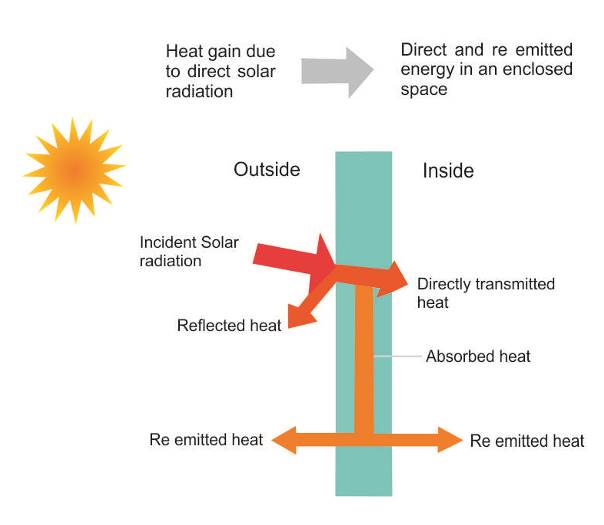 Heat gain due
to direct solar
radiation
Direct and re emitted
energy in an enclosed
space
Outside
Inside
Incident Solar
radiation
Directly transmitted
heat
Reflected heat
Absorbed heat
Re emitted heat
Re emitted heat